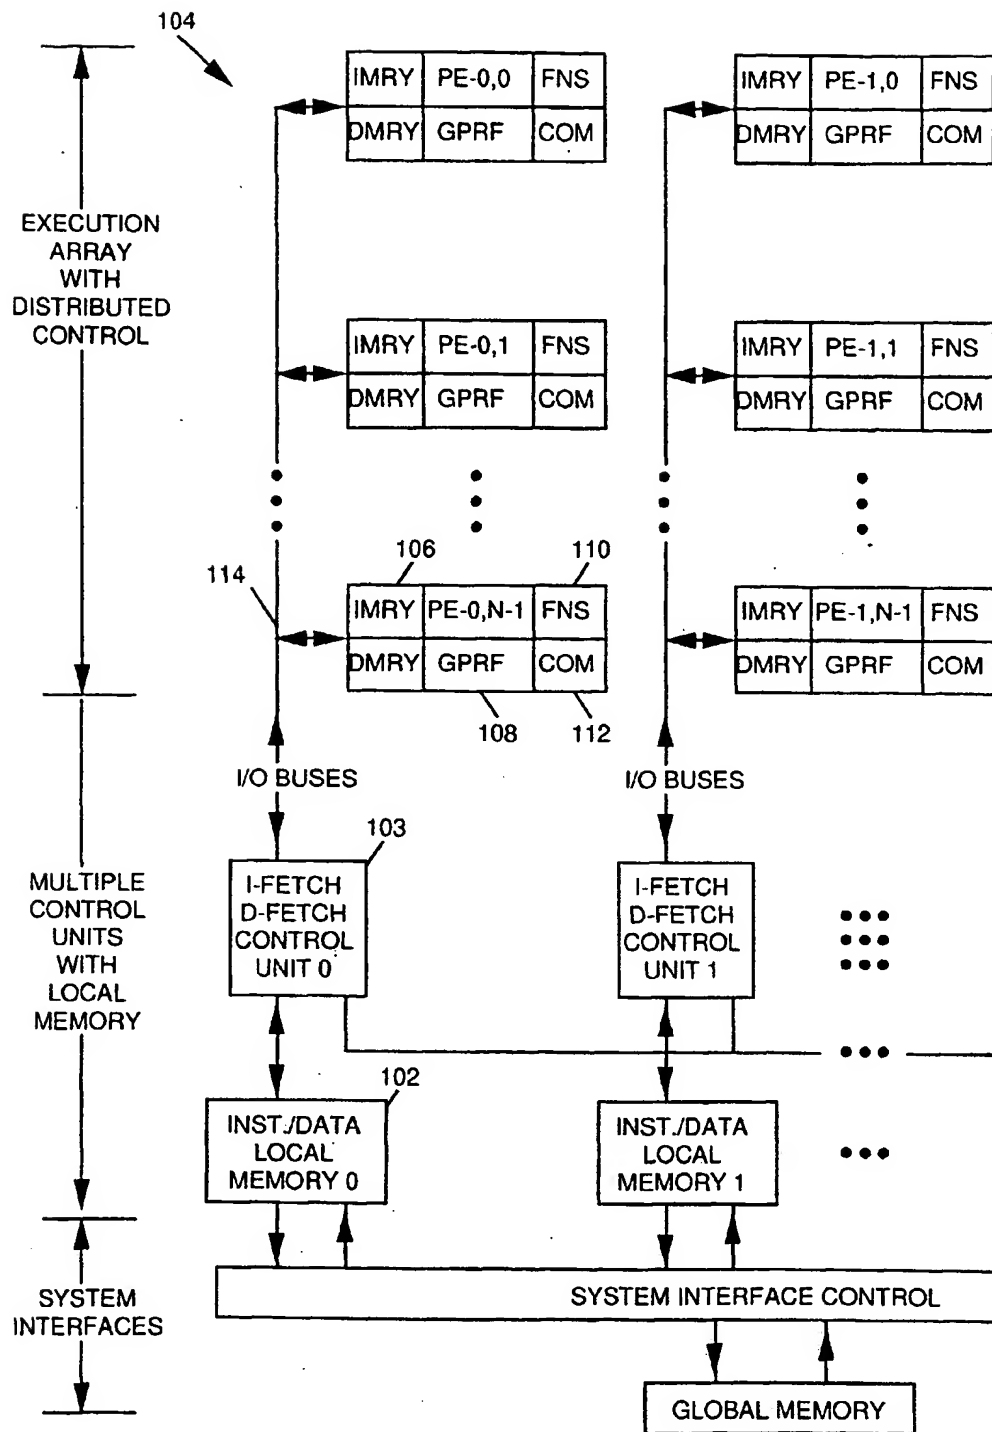 104
IMRY PE-0,0 FNS
DMRY GPRF COM
IMRY PE-1,0 FNS
DMRY GPRF COM
EXECUTION
ARRAY
WITH
DISTRIBUTED
CONTROL
IMRY PE-0,1 FNS
DMRY GPRF COM
IMRY PE-1,1 FNS
DMRY GPRF COM
106
110
114
IMRY PE-0,N-1 FNS
DMRY GPRF COM
108
112
IMRY PE-1,N-1 FNS
DMRY GPRF COM
I/O BUSES
I/O BUSES
MULTIPLE
CONTROL
UNITS
WITH
LOCAL
MEMORY
103
I-FETCH
D-FETCH
CONTROL
UNIT 0
I-FETCH
D-FETCH
CONTROL
UNIT 1
102
INST./DATA
LOCAL
MEMORY 0
INST./DATA
LOCAL
MEMORY 1
SYSTEM
INTERFACES
SYSTEM INTERFACE CONTROL
GLOBAL MEMORY